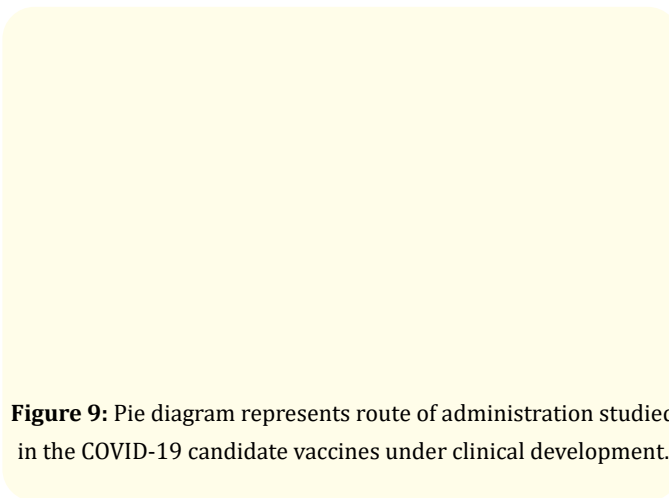 Figure 9: Pie diagram represents route of administration studied
in the COVID-19 candidate vaccines under clinical development.